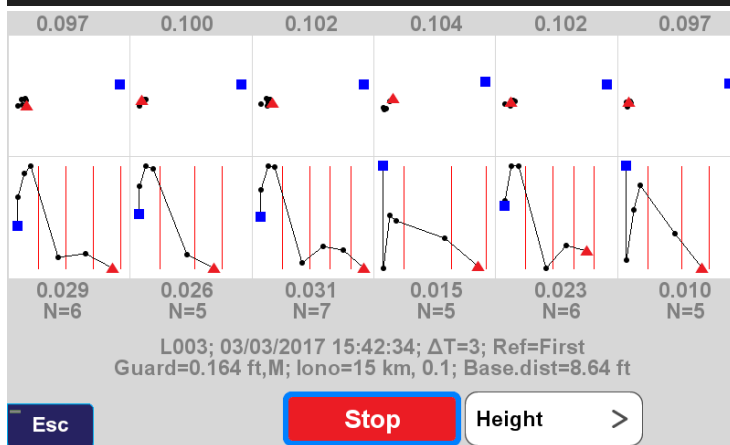 0.097 0.100 0.102 0.104 0.102 0.097
0.029 0.026 0.031 0.015 0.023 0.010
N=6 N=5 N=7 N=5 N=6 N=5
L003; 03/03/2017 15:42:34; ΔT=3; Ref=First
Guard=0.164 ft,M; Iono=15 km, 0.1; Base.dist=8.64 ft
Esc Stop Height >